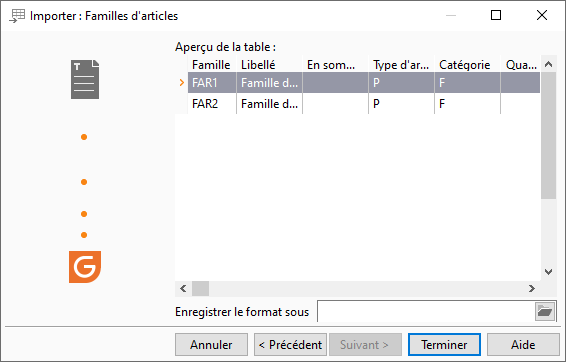 Importer : Familles d'articles
Aperçu de la table :
Famille Libellé En som... Type d'ar... Catégorie Qua...
FAR1 Famille d... P F
FAR2 Famille d... P F
Enregistrer le format sous
Annuler < Précédent Suivant > Terminer Aide